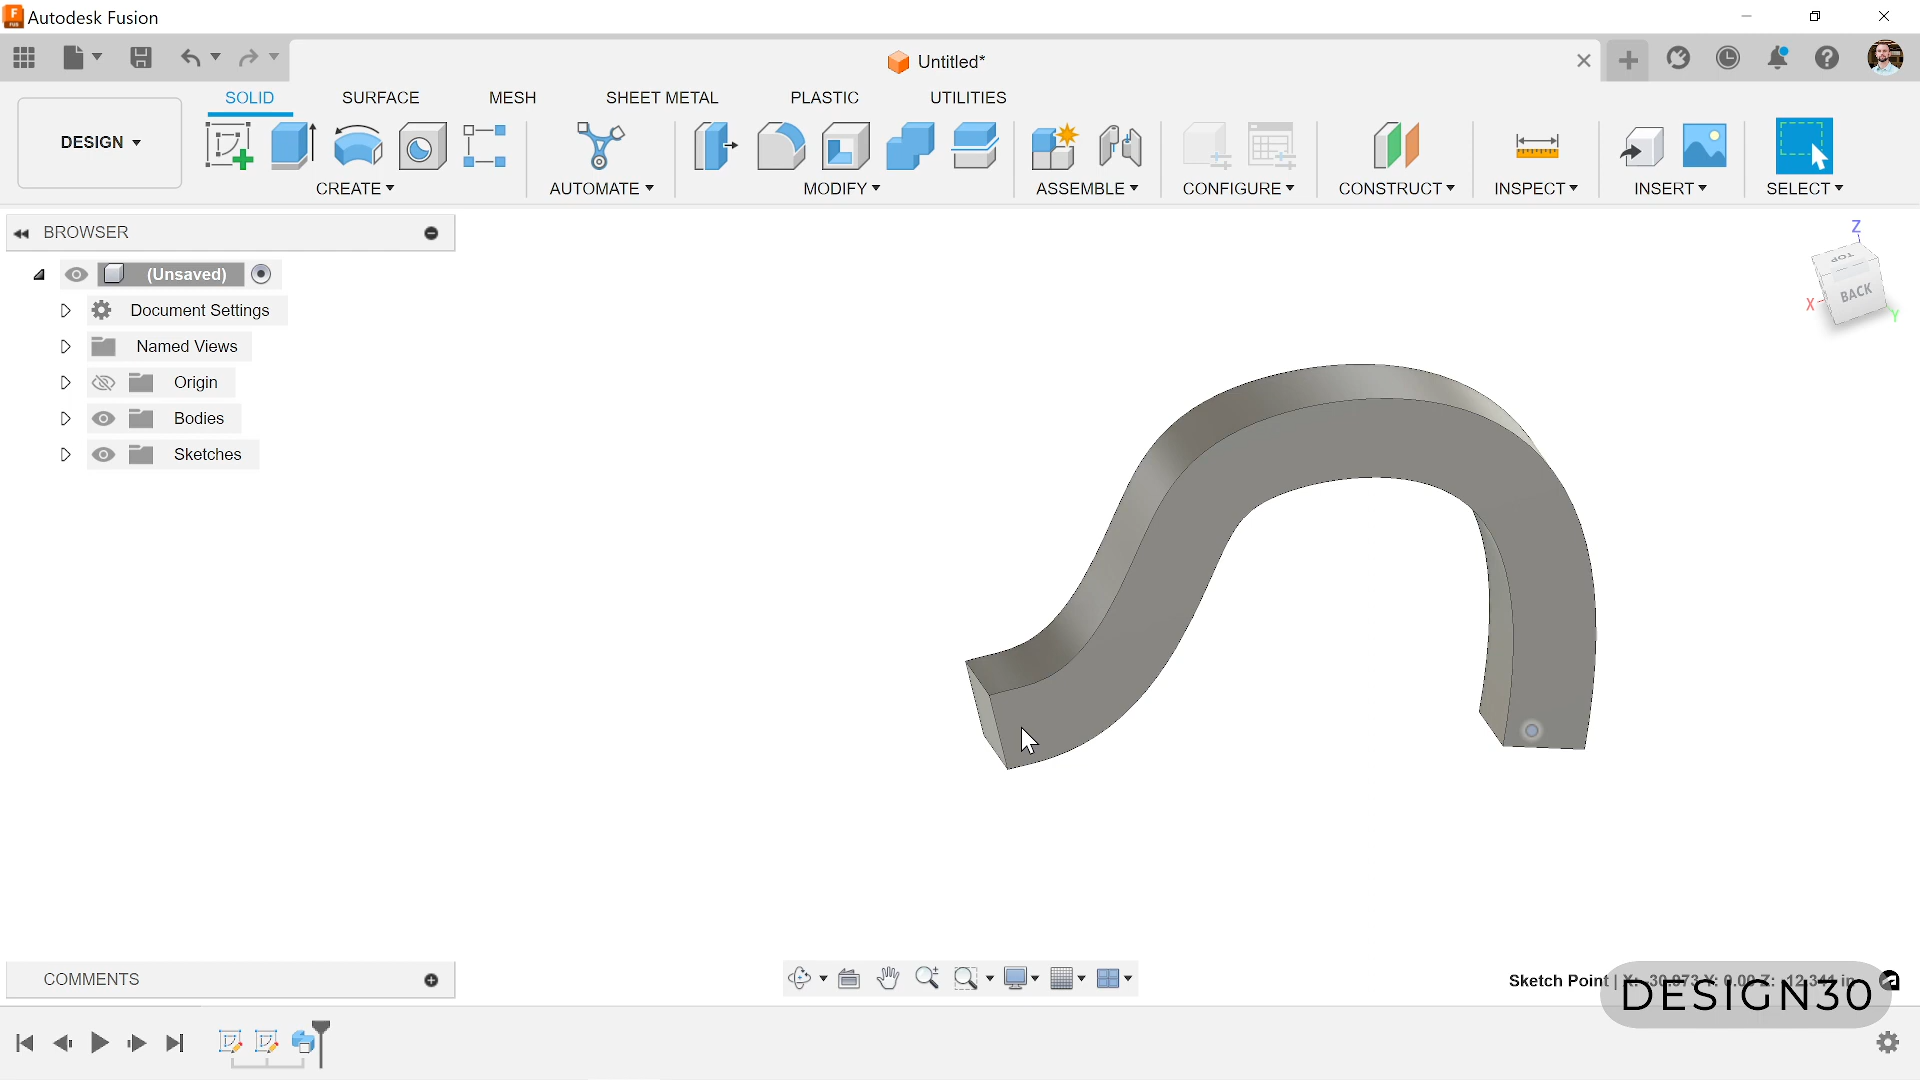 Autodesk Fusion
Untitled*
SOLID
SURFACE
MESH
SHEET METAL
PLASTIC
UTILITIES
DESIGN
CREATE
AUTOMATE
MODIFY
ASSEMBLE
CONFIGURE
CONSTRUCT
INSPECT
INSERT
SELECT
BROWSER
(Unsaved)
Document Settings
Named Views
Origin
Bodies
Sketches
Z
TOP
BACK
X
Y
COMMENTS
Sketch Point |
DESIGN30